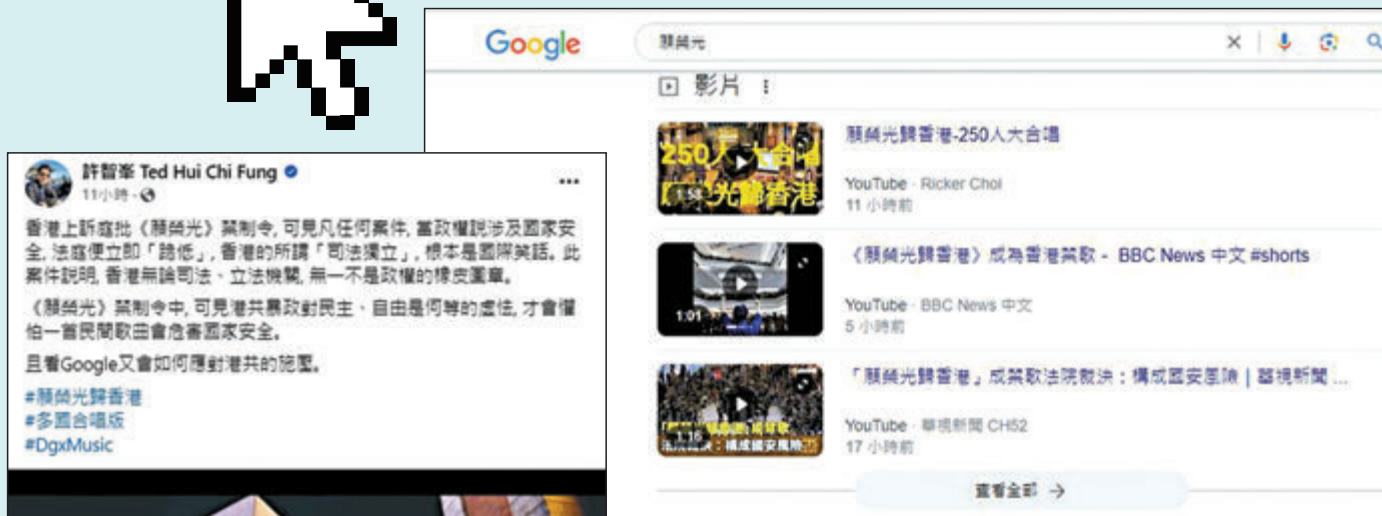 Google
願榮光
影片
250人大合唱
願榮光歸香港
1:58
願榮光歸香港-250人大合唱
YouTube · Ricker Choi
11 小時前
《願榮光歸香港》成為香港禁歌 - BBC News 中文 #shorts
1:01
YouTube · BBC News 中文
5 小時前
「願榮光歸香港」成禁歌法院裁決：構成國安風險 | 華視新聞 ...
1:16
YouTube · 華視新聞 CH52
17 小時前
查看全部 →
許智峯 Ted Hui Chi Fung
11小時
香港上訴庭批《願榮光》禁制令, 可見凡任何案件, 當政權說涉及國家安
全, 法庭便立即「跪低」, 香港的所謂「司法獨立」, 根本是國際笑話。此
案件說明, 香港無論司法、立法機關, 無一不是政權的橡皮圖章。
《願榮光》禁制令中, 可見港共暴政對民主、自由是何等的虛怯, 才會懼
怕一首民間歌曲會危害國家安全。
且看Google又會如何應對港共的施壓。
#願榮光歸香港
#多國合唱版
#DgxMusic